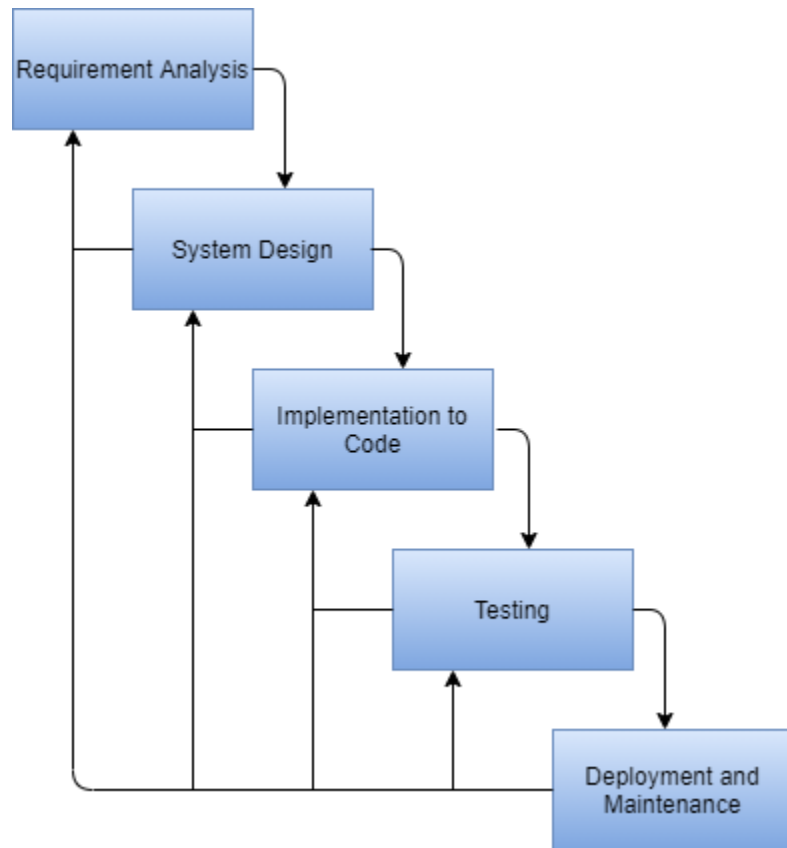 Requirement Analysis
System Design
Implementation to
Code
Testing
Deployment and
Maintenance